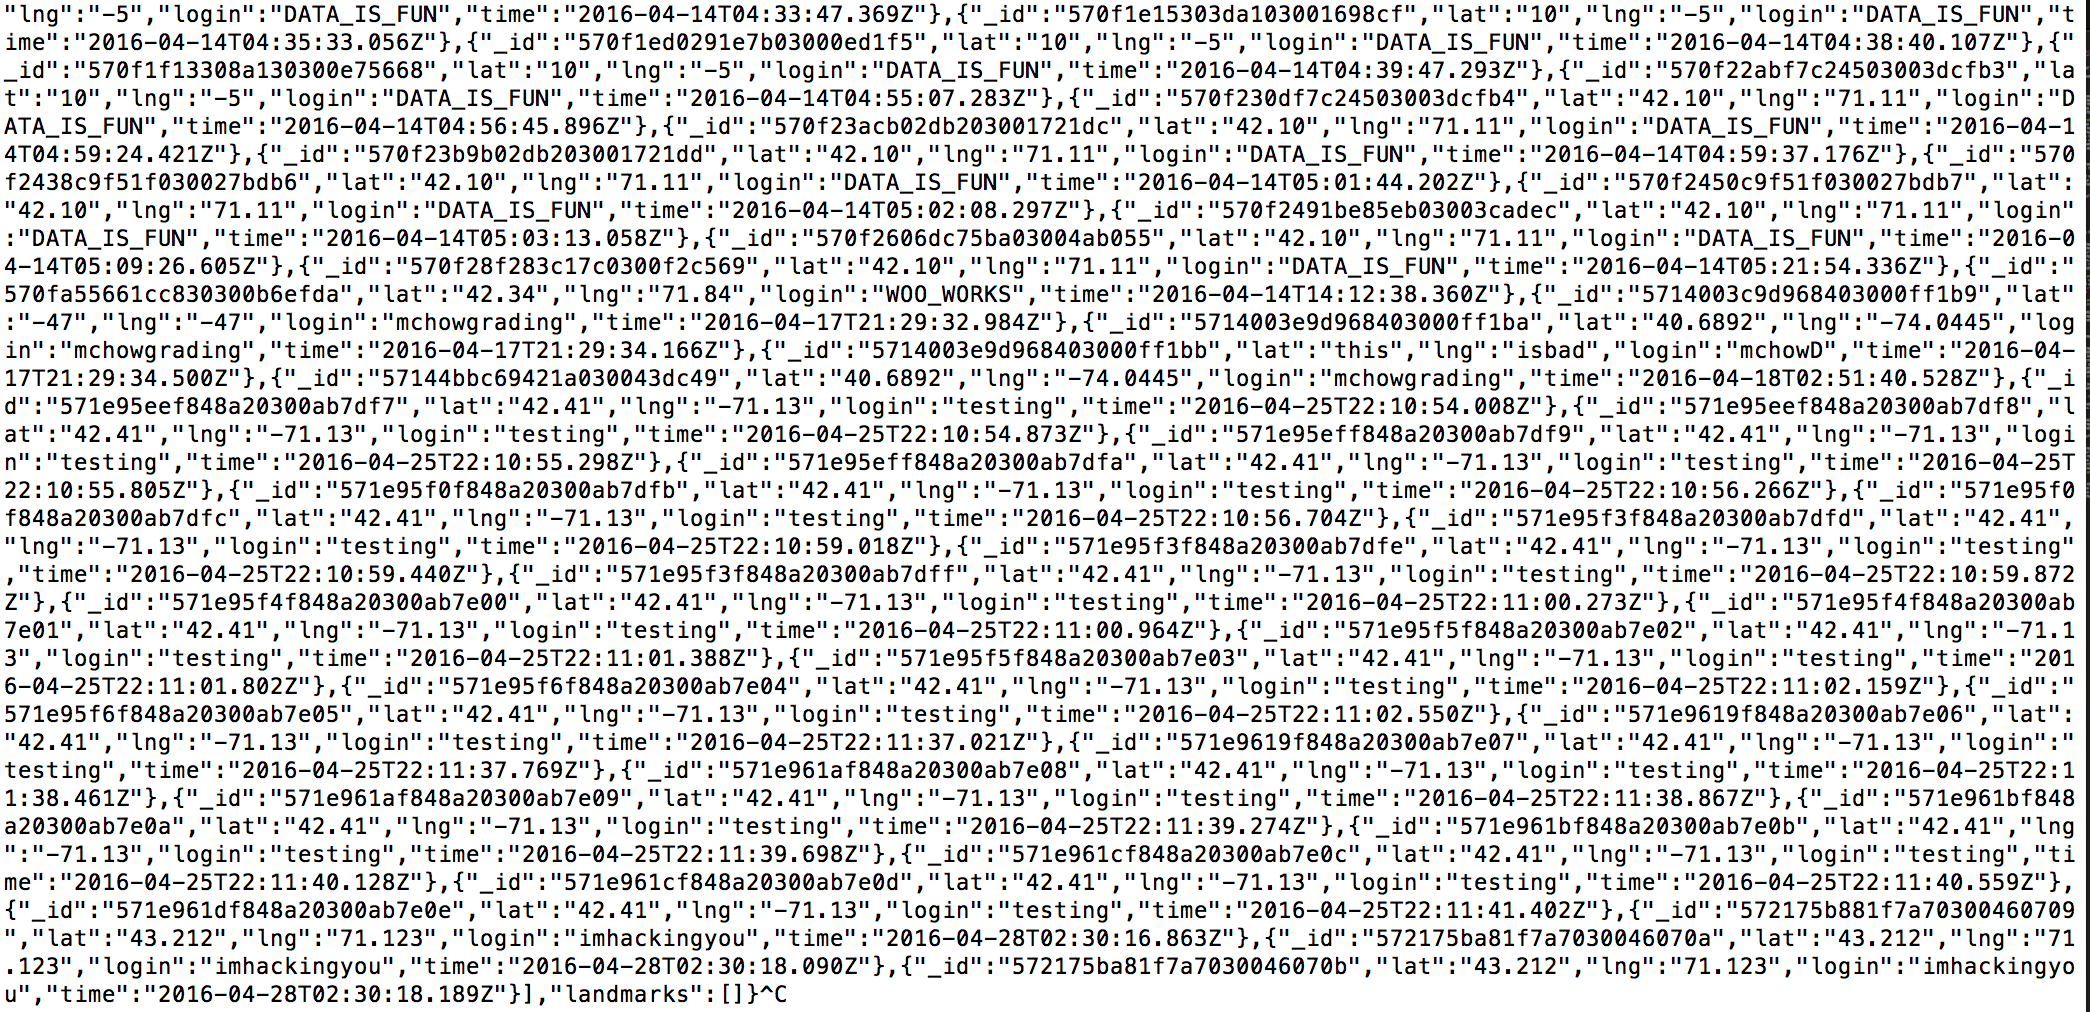 "lng":"-5","login":"DATA_IS_FUN","time":"2016-04-14T04:33:47.369Z"},{"_id":"570f1e15303da103001698cf","lat":"10","lng":"-5","login":"DATA_IS_FUN","t
ime":"2016-04-14T04:35:33.056Z"},{"_id":"570f1ed0291e7b03000ed1f5","lat":"10","lng":"-5","login":"DATA_IS_FUN","time":"2016-04-14T04:38:40.107Z"},{"
_id":"570f1f13308a130300e75668","lat":"10","lng":"-5","login":"DATA_IS_FUN","time":"2016-04-14T04:39:47.293Z"},{"_id":"570f22abf7c24503003dcfb3","la
t":"10","lng":"-5","login":"DATA_IS_FUN","time":"2016-04-14T04:55:07.283Z"},{"_id":"570f230df7c24503003dcfb4","lat":"42.10","lng":"71.11","login":"D
ATA_IS_FUN","time":"2016-04-14T04:56:45.896Z"},{"_id":"570f23acb02db203001721dc","lat":"42.10","lng":"71.11","login":"DATA_IS_FUN","time":"2016-04-1
4T04:59:24.421Z"},{"_id":"570f23b9b02db203001721dd","lat":"42.10","lng":"71.11","login":"DATA_IS_FUN","time":"2016-04-14T04:59:37.176Z"},{"_id":"570
f2438c9f51f030027bdb6","lat":"42.10","lng":"71.11","login":"DATA_IS_FUN","time":"2016-04-14T05:01:44.202Z"},{"_id":"570f2450c9f51f030027bdb7","lat":
"42.10","lng":"71.11","login":"DATA_IS_FUN","time":"2016-04-14T05:02:08.297Z"},{"_id":"570f2491be85eb03003cadec","lat":"42.10","lng":"71.11","login"
:"DATA_IS_FUN","time":"2016-04-14T05:03:13.058Z"},{"_id":"570f2606dc75ba03004ab055","lat":"42.10","lng":"71.11","login":"DATA_IS_FUN","time":"2016-0
4-14T05:09:26.605Z"},{"_id":"570f28f283c17c0300f2c569","lat":"42.10","lng":"71.11","login":"DATA_IS_FUN","time":"2016-04-14T05:21:54.336Z"},{"_id":"
570fa55661cc830300b6efda","lat":"42.34","lng":"71.84","login":"WOO_WORKS","time":"2016-04-14T14:12:38.360Z"},{"_id":"5714003c9d968403000ff1b9","lat"
:"-47","lng":"-47","login":"mchowgrading","time":"2016-04-17T21:29:32.984Z"},{"_id":"5714003e9d968403000ff1ba","lat":"40.6892","lng":"-74.0445","log
in":"mchowgrading","time":"2016-04-17T21:29:34.166Z"},{"_id":"5714003e9d968403000ff1bb","lat":"this","lng":"isbad","login":"mchowD","time":"2016-04-
17T21:29:34.500Z"},{"_id":"57144bbc69421a030043dc49","lat":"40.6892","lng":"-74.0445","login":"mchowgrading","time":"2016-04-18T02:51:40.528Z"},{"_i
d":"571e95eef848a20300ab7df7","lat":"42.41","lng":"-71.13","login":"testing","time":"2016-04-25T22:10:54.008Z"},{"_id":"571e95eef848a20300ab7df8","l
at":"42.41","lng":"-71.13","login":"testing","time":"2016-04-25T22:10:54.873Z"},{"_id":"571e95eff848a20300ab7df9","lat":"42.41","lng":"-71.13","logi
n":"testing","time":"2016-04-25T22:10:55.298Z"},{"_id":"571e95eff848a20300ab7dfa","lat":"42.41","lng":"-71.13","login":"testing","time":"2016-04-25T
22:10:55.805Z"},{"_id":"571e95f0f848a20300ab7dfb","lat":"42.41","lng":"-71.13","login":"testing","time":"2016-04-25T22:10:56.266Z"},{"_id":"571e95f0
f848a20300ab7dfc","lat":"42.41","lng":"-71.13","login":"testing","time":"2016-04-25T22:10:56.704Z"},{"_id":"571e95f3f848a20300ab7dfd","lat":"42.41",
"lng":"-71.13","login":"testing","time":"2016-04-25T22:10:59.018Z"},{"_id":"571e95f3f848a20300ab7dfe","lat":"42.41","lng":"-71.13","login":"testing"
,"time":"2016-04-25T22:10:59.440Z"},{"_id":"571e95f3f848a20300ab7dff","lat":"42.41","lng":"-71.13","login":"testing","time":"2016-04-25T22:10:59.872
Z"},{"_id":"571e95f4f848a20300ab7e00","lat":"42.41","lng":"-71.13","login":"testing","time":"2016-04-25T22:11:00.273Z"},{"_id":"571e95f4f848a20300ab
7e01","lat":"42.41","lng":"-71.13","login":"testing","time":"2016-04-25T22:11:00.964Z"},{"_id":"571e95f5f848a20300ab7e02","lat":"42.41","lng":"-71.1
3","login":"testing","time":"2016-04-25T22:11:01.388Z"},{"_id":"571e95f5f848a20300ab7e03","lat":"42.41","lng":"-71.13","login":"testing","time":"201
6-04-25T22:11:01.802Z"},{"_id":"571e95f6f848a20300ab7e04","lat":"42.41","lng":"-71.13","login":"testing","time":"2016-04-25T22:11:02.159Z"},{"_id":"
571e95f6f848a20300ab7e05","lat":"42.41","lng":"-71.13","login":"testing","time":"2016-04-25T22:11:02.550Z"},{"_id":"571e9619f848a20300ab7e06","lat":
"42.41","lng":"-71.13","login":"testing","time":"2016-04-25T22:11:37.021Z"},{"_id":"571e9619f848a20300ab7e07","lat":"42.41","lng":"-71.13","login":"
testing","time":"2016-04-25T22:11:37.769Z"},{"_id":"571e961af848a20300ab7e08","lat":"42.41","lng":"-71.13","login":"testing","time":"2016-04-25T22:1
1:38.461Z"},{"_id":"571e961af848a20300ab7e09","lat":"42.41","lng":"-71.13","login":"testing","time":"2016-04-25T22:11:38.867Z"},{"_id":"571e961bf848
a20300ab7e0a","lat":"42.41","lng":"-71.13","login":"testing","time":"2016-04-25T22:11:39.274Z"},{"_id":"571e961bf848a20300ab7e0b","lat":"42.41","lng
":"-71.13","login":"testing","time":"2016-04-25T22:11:39.698Z"},{"_id":"571e961cf848a20300ab7e0c","lat":"42.41","lng":"-71.13","login":"testing","ti
me":"2016-04-25T22:11:40.128Z"},{"_id":"571e961cf848a20300ab7e0d","lat":"42.41","lng":"-71.13","login":"testing","time":"2016-04-25T22:11:40.559Z"},
{"_id":"571e961df848a20300ab7e0e","lat":"42.41","lng":"-71.13","login":"testing","time":"2016-04-25T22:11:41.402Z"},{"_id":"572175b881f7a70300460709
","lat":"43.212","lng":"71.123","login":"imhackingyou","time":"2016-04-28T02:30:16.863Z"},{"_id":"572175ba81f7a7030046070a","lat":"43.212","lng":"71
.123","login":"imhackingyou","time":"2016-04-28T02:30:18.090Z"},{"_id":"572175ba81f7a7030046070b","lat":"43.212","lng":"71.123","login":"imhackingyo
u","time":"2016-04-28T02:30:18.189Z"}],"landmarks":[]}^C